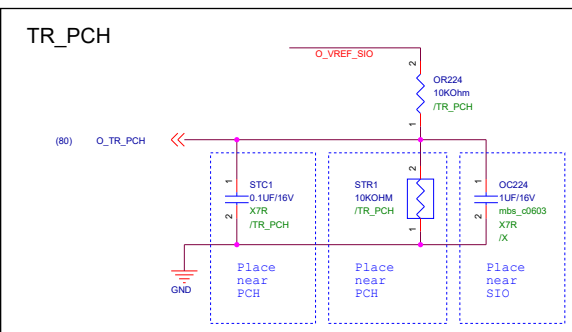 TR_PCH
O_VREF_SIO
2
OR224
10KOhm
/TR_PCH
1
(80) O_TR_PCH
1
STC1
0.1UF/16V
X7R
/TR_PCH
2
2
STR1
10KOHM
/TR_PCH
1
1
OC224
1UF/16V
mbs_c0603
X7R
/X
2
GND
Place
near
PCH
Place
near
PCH
Place
near
SIO